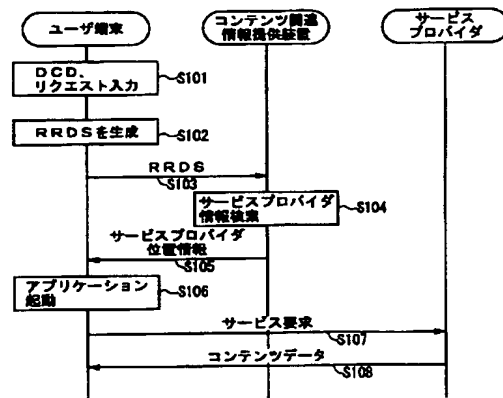 ユーザ端末
コンテンツ関連
情報提供装置
サービス
プロバイダ
DCD、
リクエスト入力
S101
RRDSを生成
S102
RRDS
S103
サービスプロバイダ
情報検索
S104
サービスプロバイダ
位置情報
S105
アプリケーション
起動
S106
サービス要求
S107
コンテンツデータ
S108